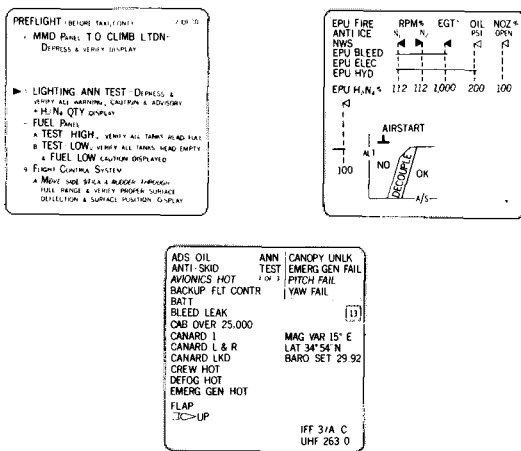 PREFLIGHT (BEFORE TAXI, CONT)
MMD PANEL TO CLIMB LTDN-
DEPRESS & VERIFY DISPLAY
LIGHTING ANN TEST - DEPRESS &
VERIFY ALL WARNING, CAUTION & ADVISORY
+ H2N4 QTY DISPLAY
FUEL PANEL
A TEST HIGH, VERIFY ALL TANKS READ FULL
B TEST LOW, VERIFY ALL TANKS READ EMPTY
& FUEL LOW CAUTION DISPLAYED
9 FLIGHT CONTROL SYSTEM
A MOVE SIDE STICK & RUDDER THROUGH
FULL RANGE & VERIFY PROPER SURFACE
DEFLECTION & SURFACE POSITION DISPLAY
EPU FIRE RPM% EGT° OIL NOZ%
ANTI ICE N1 N2 PSI OPEN
NWS
EPU BLEED
EPU ELEC
EPU HYD
EPU H2N4% 112 112 1,000 200 100
AIRSTART
ALT
NO DECOUPLE OK
100
A/S
ADS OIL ANN CANOPY UNLK
ANTI-SKID TEST EMERG GEN FAIL
AVIONICS HOT PITCH FAIL
BACKUP FLT CONTR YAW FAIL
BATT
BLEED LEAK 13
CAB OVER 25,000
CANARD 1 MAG VAR 15° E
CANARD L & R LAT 34° 54' N
CANARD LKD BARO SET 29.92
CREW HOT
DEFOG HOT
EMERG GEN HOT
FLAP
UP
IFF 3/A C
UHF 263 0